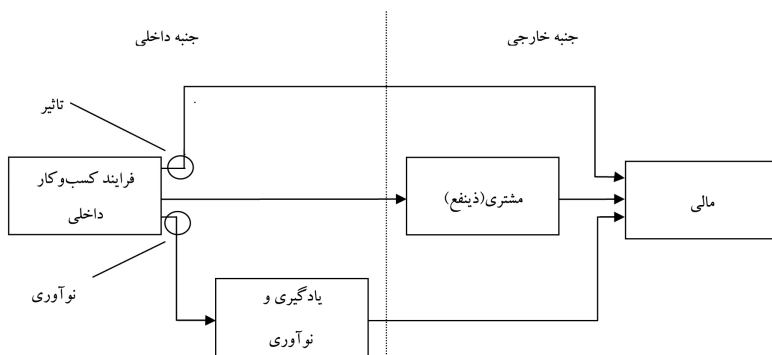 جنبه خارجی
جنبه داخلی
تاثیر
فرایند کسب‌وکار
داخلی
مشتری(ذینفع)
مالی
نوآوری
یادگیری و
نوآوری